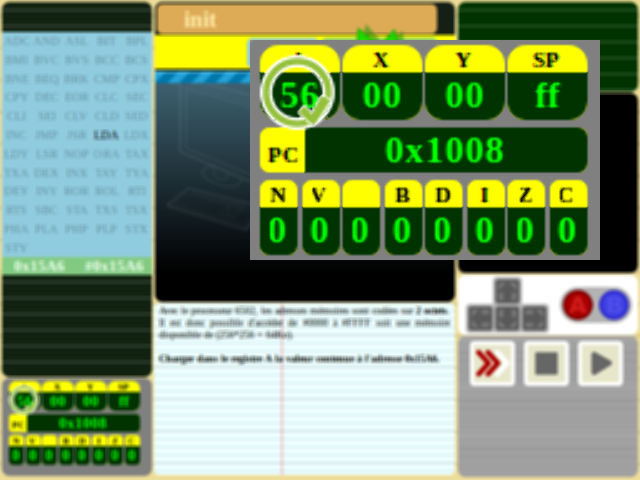 init
ADC AND ASL BIT BPL
BMI BVC BVS BCC BCS
BNE BEQ BRK CMP CPX
CPY DEC EOR CLC SEC
CLI SEI CLV CLD SED
INC JMP JSR LDA LDX
LDY LSR NOP ORA TAX
TXA DEX INX TAY TYA
DEY INY ROR ROL RTI
RTS SBC STA TXS TSX
PHA PLA PHP PLP STX
STY
0x15A6 #0x15A6
X Y SP
56 00 00 ff
PC 0x1008
N V B D I Z C
0 0 0 0 0 0 0 0
A B
Avec le processeur 6502, les adresses mémoires sont codées sur 2 octets.
Il est donc possible d'accéder de #0000 à #FFFF soit une mémoire
disponible de (256*256 = 64Ko).
Charger dans le registre A la valeur contenue à l'adresse 0x15A6.
X Y SP
56 00 00 ff
PC 0x1008
N V B D I Z C
0 0 0 0 0 0 0 0